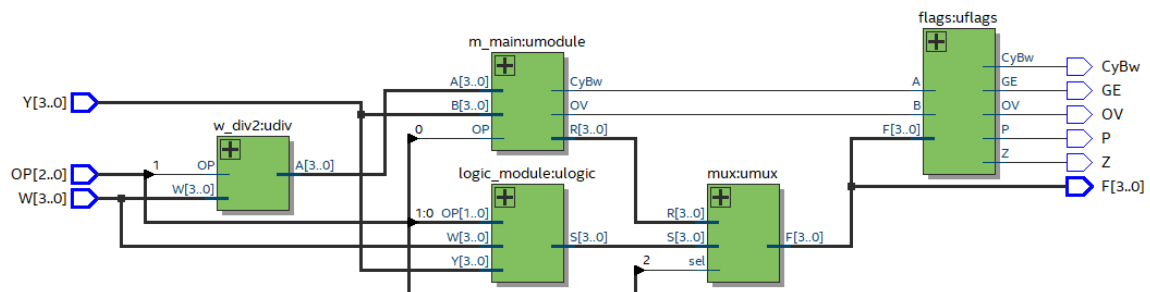 flags:uflags
m_main:umodule
CyBw
CyBw
A[3..0]
CyBw
A
GE
GE
Y[3..0]
B[3..0]
OV
B
OV
OV
w_div2:udiv
0
OP
R[3..0]
F[3..0]
P
P
Z
Z
OP[2..0]
1
OP
A[3..0]
logic_module:ulogic
mux:umux
F[3..0]
W[3..0]
W[3..0]
1:0
OP[1..0]
R[3..0]
W[3..0]
S[3..0]
S[3..0]
F[3..0]
Y[3..0]
2
sel